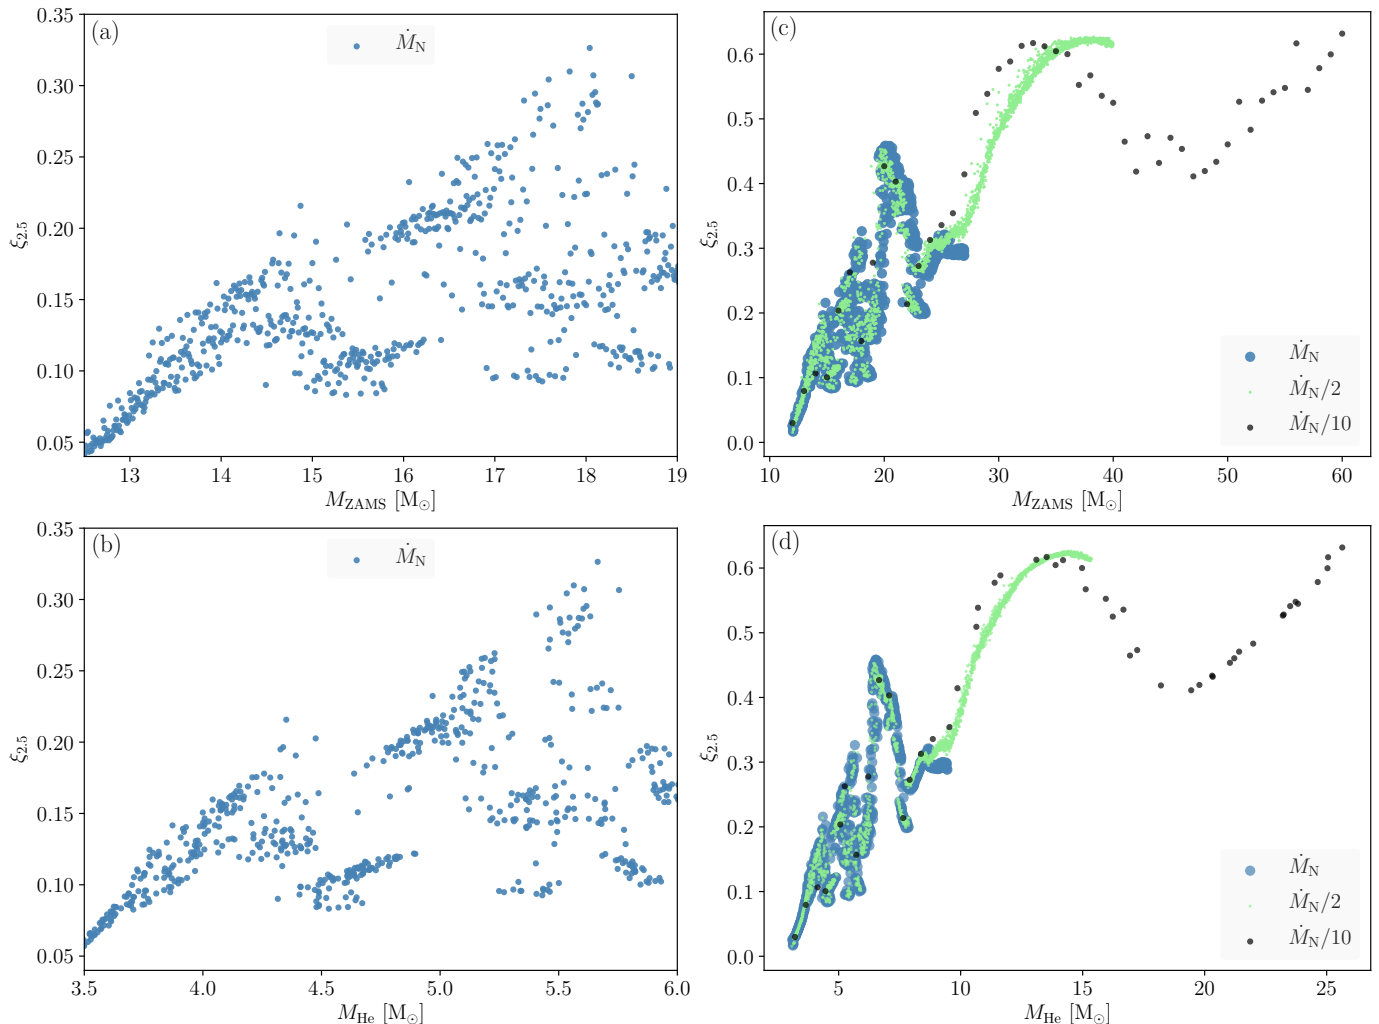 (a)
Ṁ_N
0.35
0.30
0.25
0.20
0.15
0.10
0.05
ξ_2.5
13 14 15 16 17 18 19
M_ZAMS [M_⊙]
(c)
0.6
0.5
0.4
0.3
0.2
0.1
0.0
ξ_2.5
Ṁ_N
Ṁ_N/2
Ṁ_N/10
10 20 30 40 50 60
M_ZAMS [M_⊙]
(b)
Ṁ_N
0.35
0.30
0.25
0.20
0.15
0.10
0.05
ξ_2.5
3.5 4.0 4.5 5.0 5.5 6.0
M_He [M_⊙]
(d)
0.6
0.5
0.4
0.3
0.2
0.1
0.0
ξ_2.5
Ṁ_N
Ṁ_N/2
Ṁ_N/10
5 10 15 20 25
M_He [M_⊙]